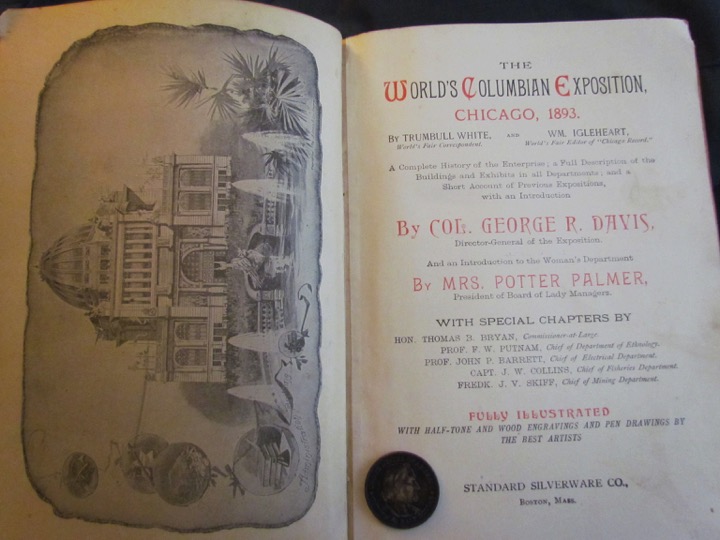 THE
WORLD'S COLUMBIAN EXPOSITION,
CHICAGO, 1893.
BY TRUMBULL WHITE, AND WM. IGLEHEART,
World's Fair Correspondent. World's Fair Editor of "Chicago Record."
A Complete History of the Enterprise; a Full Description of the
Buildings and Exhibits in all Departments; and a
Short Account of Previous Expositions,
with an Introduction
By COL. GEORGE R. DAVIS,
Director-General of the Exposition.
And an Introduction to the Woman's Department
By MRS. POTTER PALMER,
President of Board of Lady Managers.
WITH SPECIAL CHAPTERS BY
HON. THOMAS B. BRYAN, Commissioner-at-Large.
PROF. F. W. PUTNAM, Chief of Department of Ethnology.
PROF. JOHN P. BARRETT, Chief of Electrical Department.
CAPT. J. W. COLLINS, Chief of Fisheries Department.
FREDK. J. V. SKIFF, Chief of Mining Department.
FULLY ILLUSTRATED
WITH HALF-TONE AND WOOD ENGRAVINGS AND PEN DRAWINGS BY
THE BEST ARTISTS
STANDARD SILVERWARE CO.,
BOSTON, MASS.